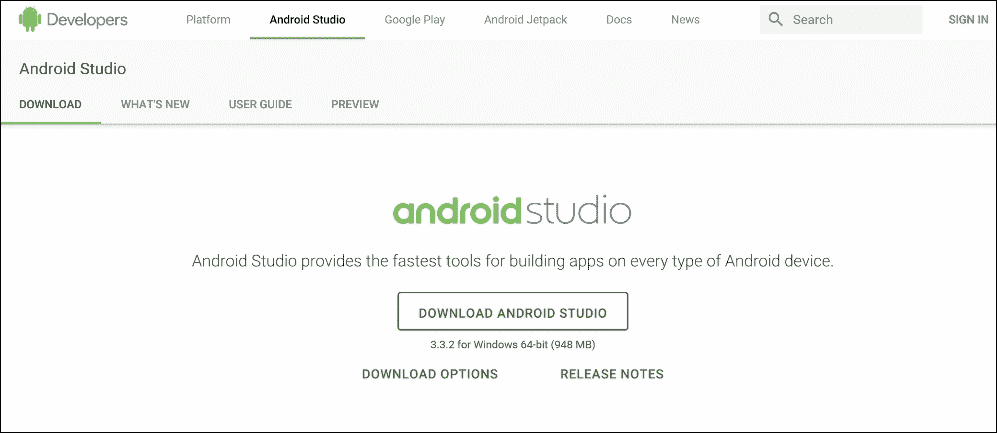 Developers Platform Android Studio Google Play Android Jetpack Docs News Search SIGN IN
Android Studio
DOWNLOAD WHAT'S NEW USER GUIDE PREVIEW
androidstudio
Android Studio provides the fastest tools for building apps on every type of Android device.
DOWNLOAD ANDROID STUDIO
3.3.2 for Windows 64-bit (948 MB)
DOWNLOAD OPTIONS RELEASE NOTES